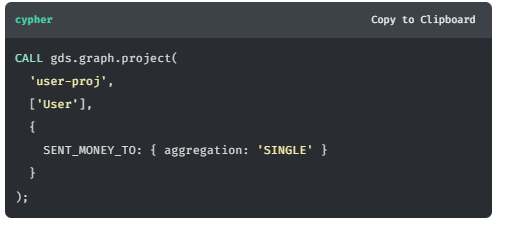 cypher Copy to Clipboard
CALL gds.graph.project(
  'user-proj',
  ['User'],
  {
    SENT_MONEY_TO: { aggregation: 'SINGLE' }
  }
);